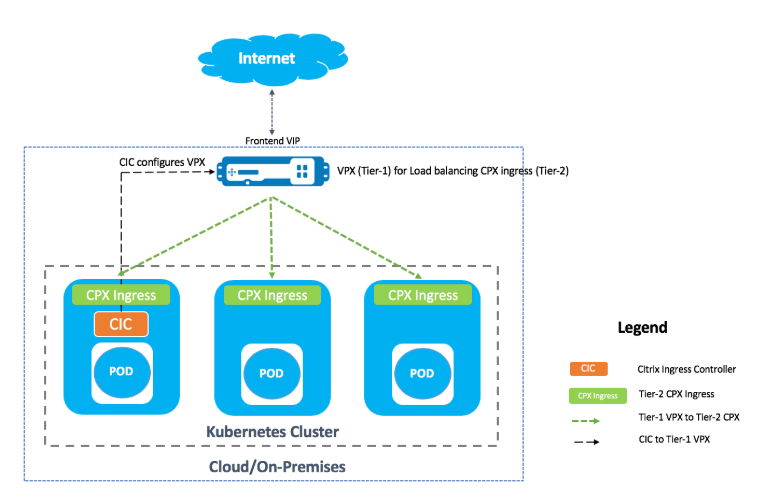 Internet
Frontend VIP
CIC configures VPX
VPX (Tier-1) for Load balancing CPX ingress (Tier-2)
CPX Ingress
CPX Ingress
CPX Ingress
CIC
POD
POD
POD
Kubernetes Cluster
Cloud/On-Premises
Legend
CIC
Citrix Ingress Controller
CPX Ingress
Tier-2 CPX Ingress
Tier-1 VPX to Tier-2 CPX
CIC to Tier-1 VPX